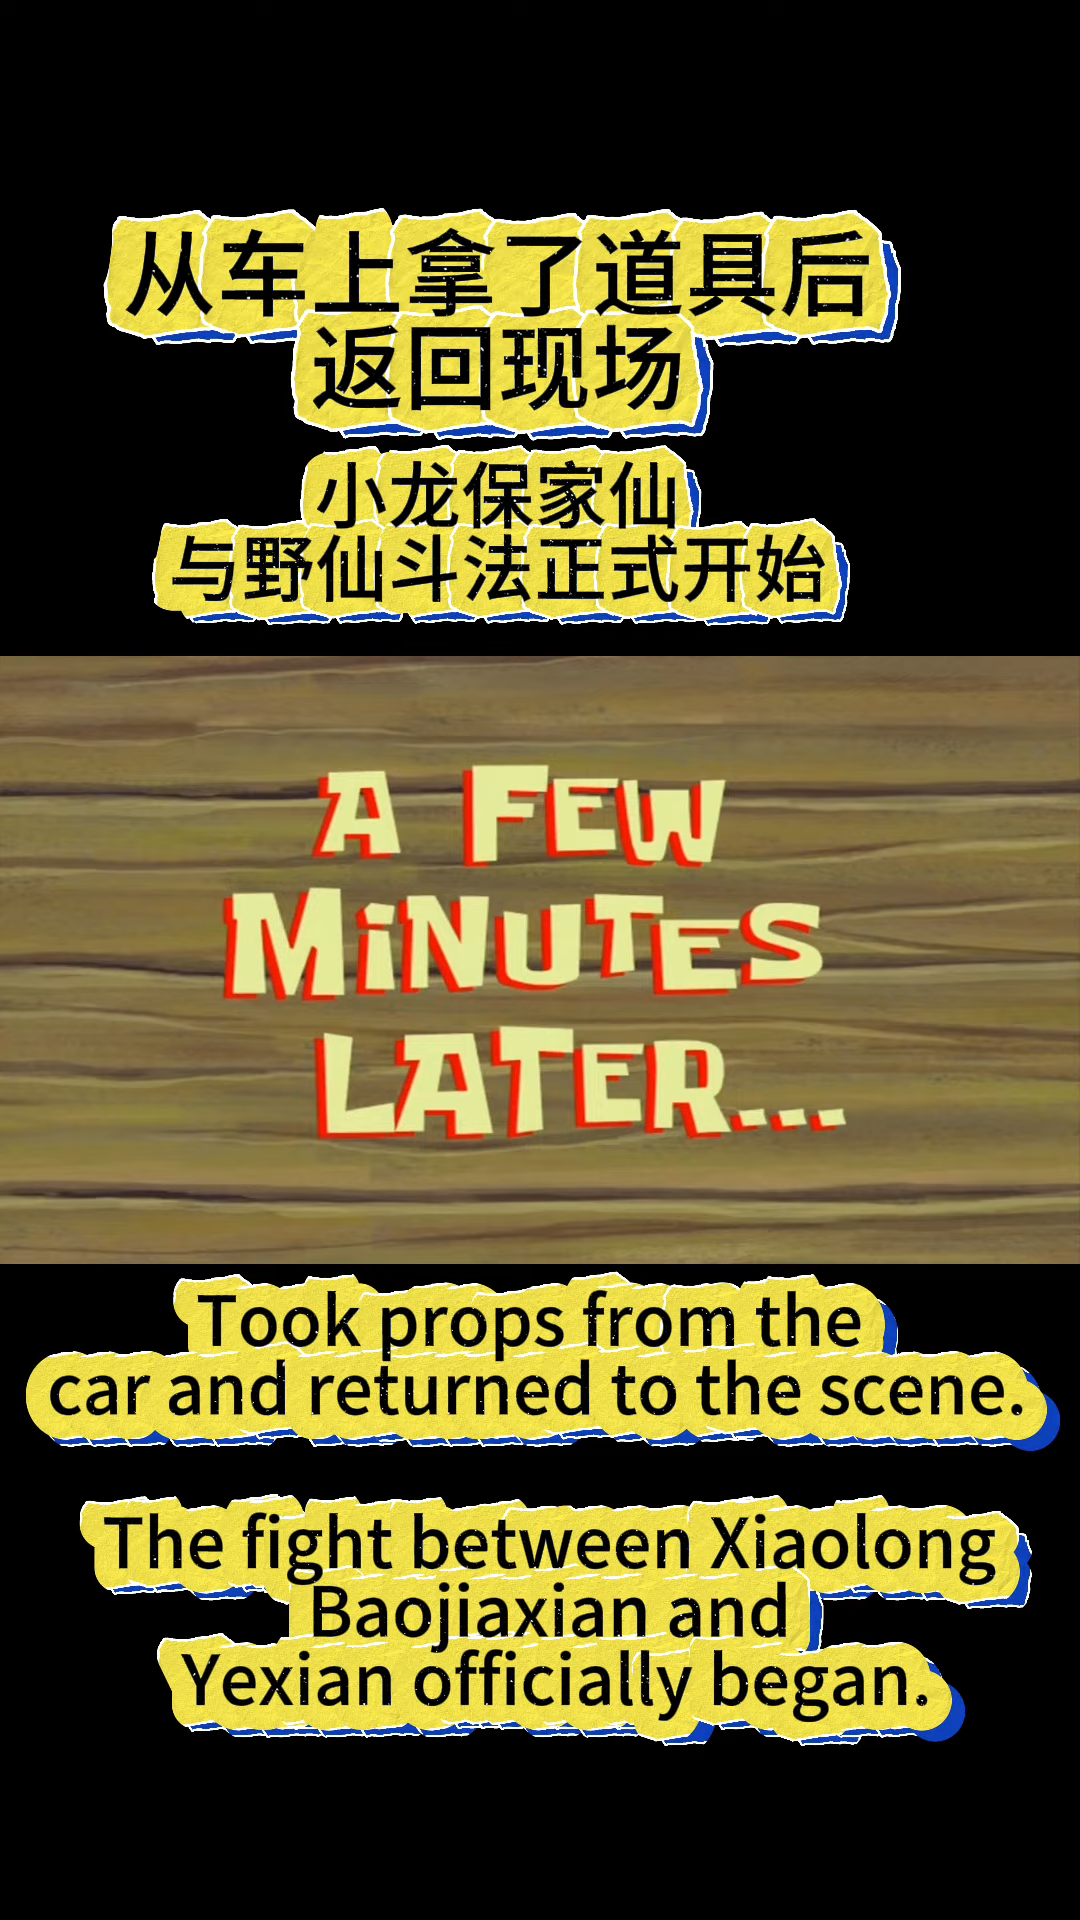 从车上拿了道具后
返回现场
小龙保家仙
与野仙斗法正式开始
A FEW
MiNUTES
LATER...
Took props from the
car and returned to the scene.
The fight between Xiaolong
Baojiaxian and
Yexian officially began.